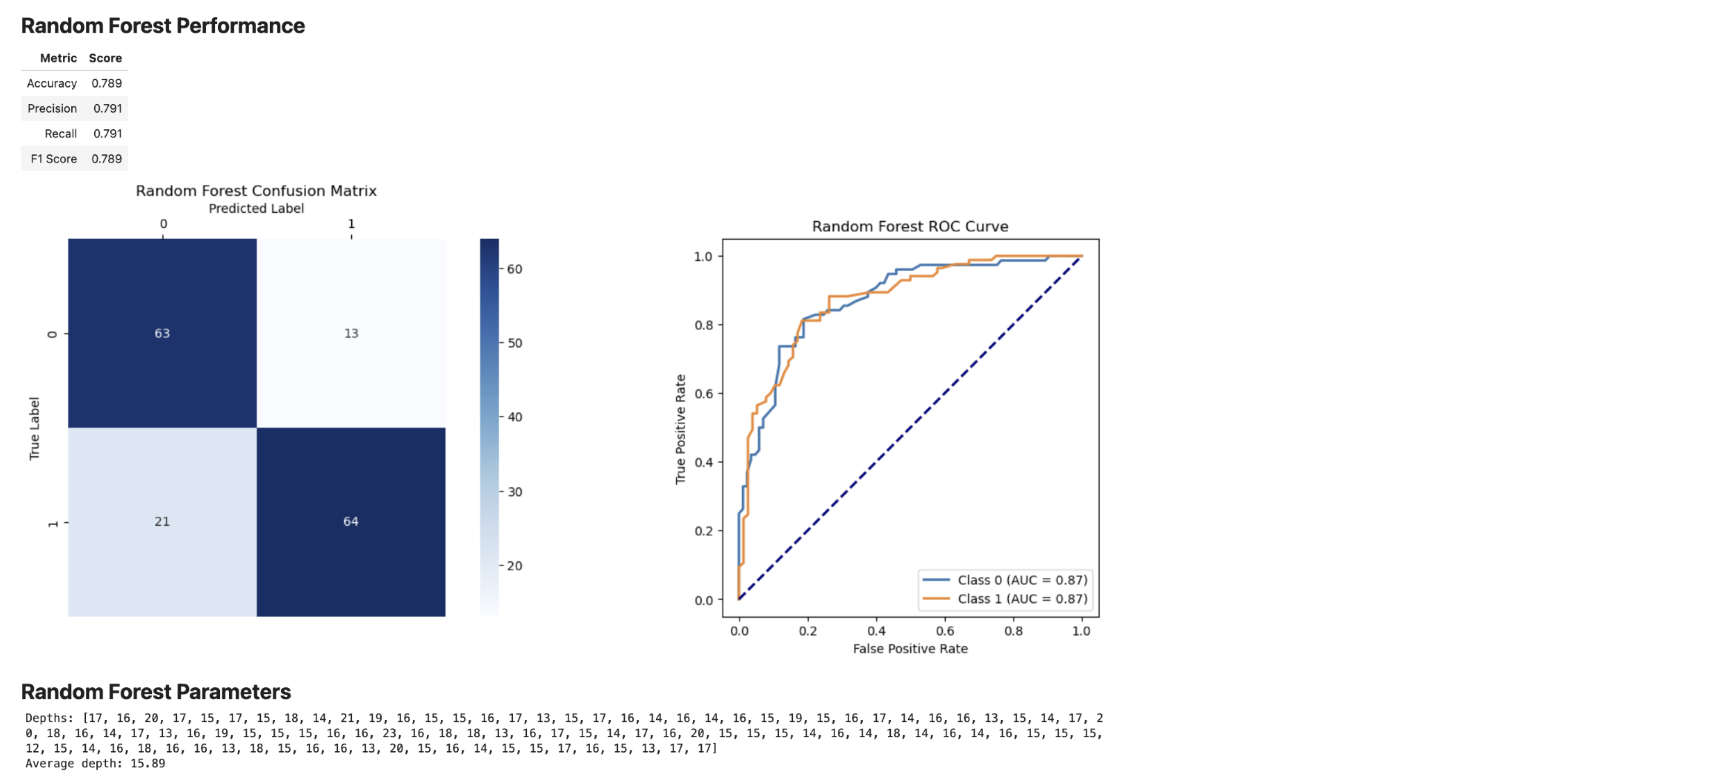 Random Forest Performance
Metric Score
Accuracy 0.789
Precision 0.791
Recall 0.791
F1 Score 0.789
Random Forest Confusion Matrix
Predicted Label
0 1
0
1
True Label
63 13
21 64
60
50
40
30
20
Random Forest ROC Curve
1.0
0.8
0.6
0.4
0.2
0.0
True Positive Rate
Class 0 (AUC = 0.87)
Class 1 (AUC = 0.87)
0.0 0.2 0.4 0.6 0.8 1.0
False Positive Rate
Random Forest Parameters
Depths: [17, 16, 20, 17, 15, 17, 15, 18, 14, 21, 19, 16, 15, 15, 16, 17, 13, 15, 17, 16, 14, 16, 14, 16, 15, 19, 15, 16, 17, 14, 16, 16, 13, 15, 14, 17, 2
0, 18, 16, 14, 17, 13, 16, 19, 15, 15, 15, 16, 16, 23, 16, 18, 18, 13, 16, 17, 15, 14, 17, 16, 20, 15, 15, 15, 14, 16, 14, 18, 14, 16, 14, 16, 15, 15, 15,
12, 15, 14, 16, 18, 16, 16, 13, 18, 15, 16, 16, 13, 20, 15, 16, 14, 15, 15, 17, 16, 15, 13, 17, 17]
Average depth: 15.89